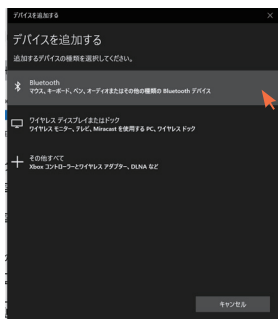 デバイスを追加する
デバイスを追加する
追加するデバイスの種類を選択してください。
Bluetooth
マウス、キーボード、ペン、オーディオまたはその他の種類の Bluetooth デバイス
ワイヤレス ディスプレイまたはドック
ワイヤレス モニター、テレビ、Miracast を使用する PC、ワイヤレス ドック
その他すべて
Xbox コントローラーとワイヤレス アダプター、DLNA など
キャンセル